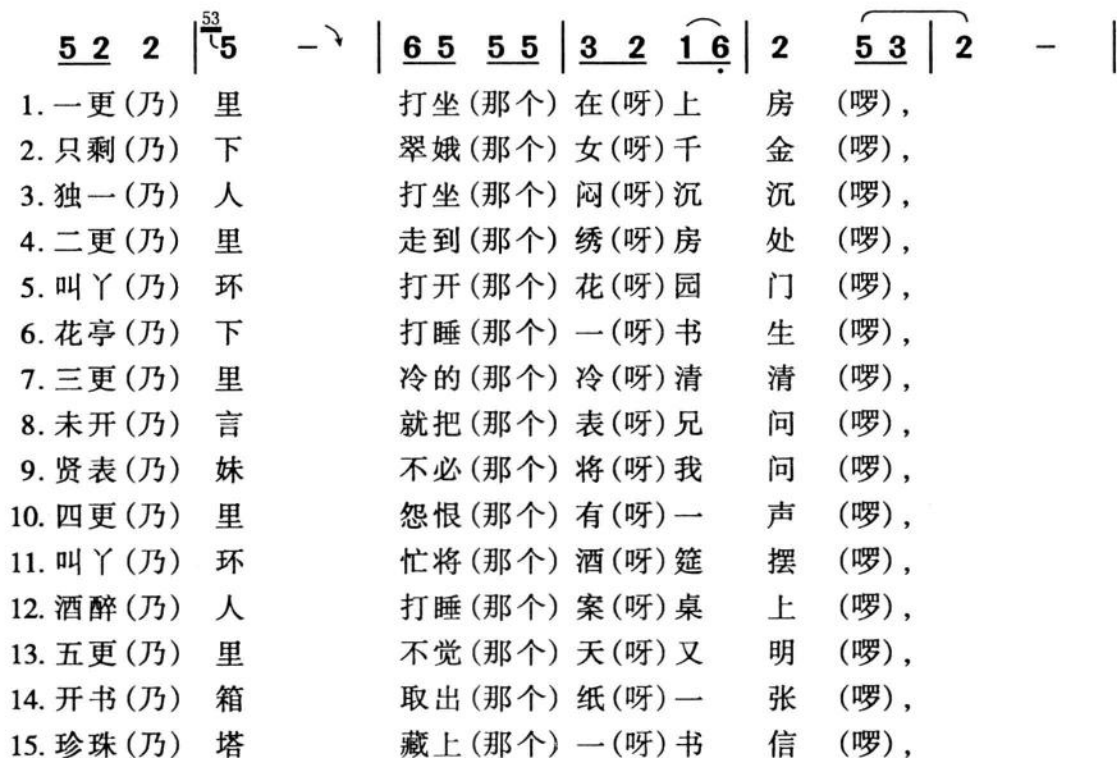 53
5 2 2 | 5 - | 6 5 5 5 | 3 2 1 6 | 2 5 3 | 2 - |
1. 一更(乃) 里 打坐(那个) 在(呀)上 房 (啰),
2. 只剩(乃) 下 翠娥(那个) 女(呀)千 金 (啰),
3. 独一(乃) 人 打坐(那个) 闷(呀)沉 沉 (啰),
4. 二更(乃) 里 走到(那个) 绣(呀)房 处 (啰),
5. 叫丫(乃) 环 打开(那个) 花(呀)园 门 (啰),
6. 花亭(乃) 下 打睡(那个) 一(呀)书 生 (啰),
7. 三更(乃) 里 冷的(那个) 冷(呀)清 清 (啰),
8. 未开(乃) 言 就把(那个) 表(呀)兄 问 (啰),
9. 贤表(乃) 妹 不必(那个) 将(呀)我 问 (啰),
10. 四更(乃) 里 怨恨(那个) 有(呀)一 声 (啰),
11. 叫丫(乃) 环 忙将(那个) 酒(呀)筵 摆 (啰),
12. 酒醉(乃) 人 打睡(那个) 案(呀)桌 上 (啰),
13. 五更(乃) 里 不觉(那个) 天(呀)又 明 (啰),
14. 开书(乃) 箱 取出(那个) 纸(呀)一 张 (啰),
15. 珍珠(乃) 塔 藏上(那个) 一(呀)书 信 (啰),